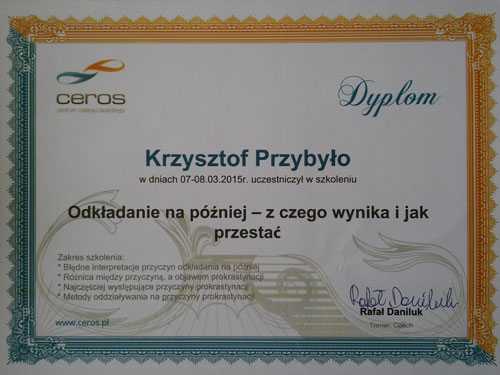 ceros
centrum rozwoju osobistego
Dyplom
Krzysztof Przybyło
w dniach 07-08.03.2015r. uczestniczył w szkoleniu
Odkładanie na później – z czego wynika i jak
przestać
Zakres szkolenia:
* Błędne interpretacje przyczyn odkładania na później
* Różnica między przyczyną, a objawem prokrastynacji
* Najczęściej występujące przyczyny prokrastynacji
* Metody oddziaływania na przyczyny prokrastynacji
Rafał Daniluk
Rafał Daniluk
Trener, Coach
www.ceros.pl